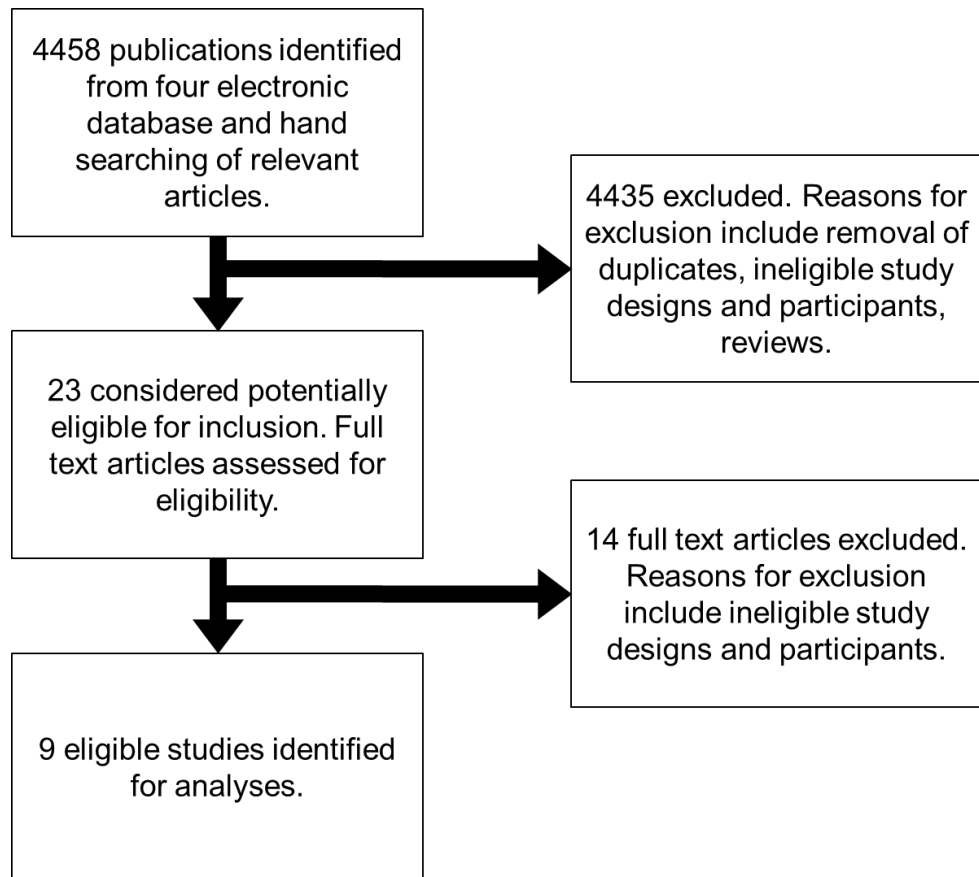 4458 publications identified
from four electronic
database and hand
searching of relevant
articles.
4435 excluded. Reasons for
exclusion include removal of
duplicates, ineligible study
designs and participants,
reviews.
23 considered potentially
eligible for inclusion. Full
text articles assessed for
eligibility.
14 full text articles excluded.
Reasons for exclusion
include ineligible study
designs and participants.
9 eligible studies identified
for analyses.